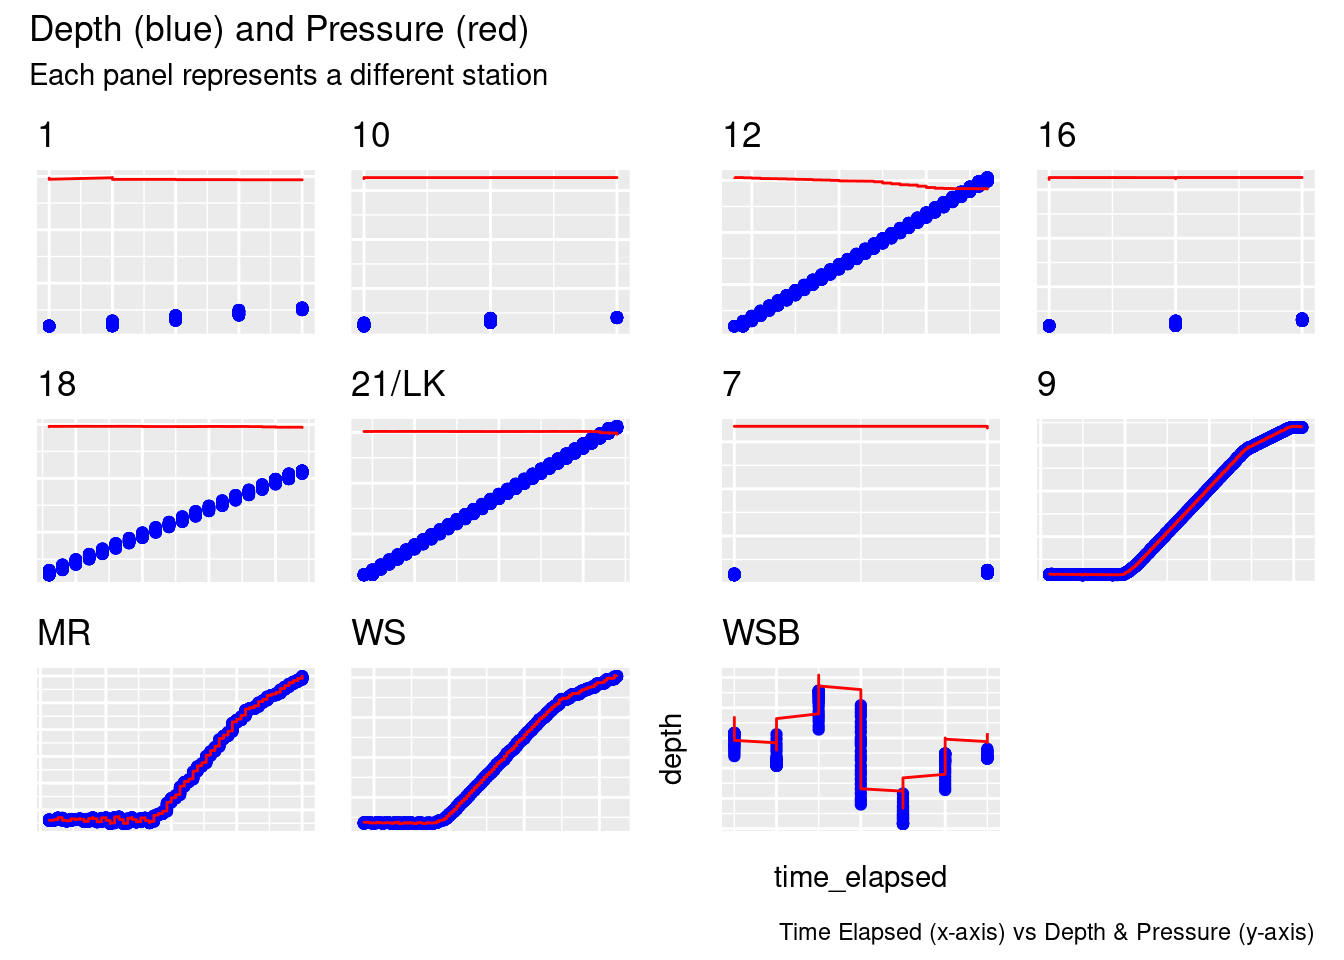 Depth (blue) and Pressure (red)
Each panel represents a different station
1
10
12
16
18
21/LK
7
9
MR
WS
WSB
depth
time_elapsed
Time Elapsed (x-axis) vs Depth & Pressure (y-axis)